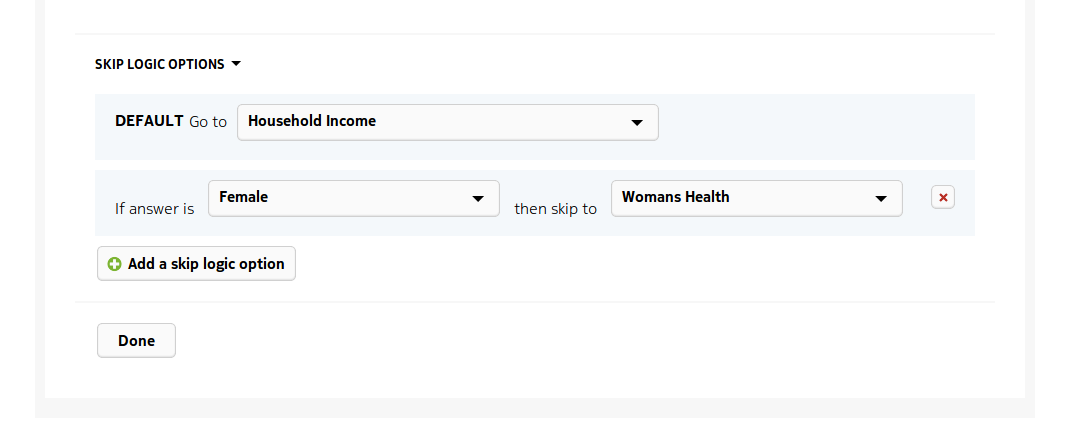 SKIP LOGIC OPTIONS
DEFAULT Go to Household Income
If answer is Female then skip to Womans Health
Add a skip logic option
Done